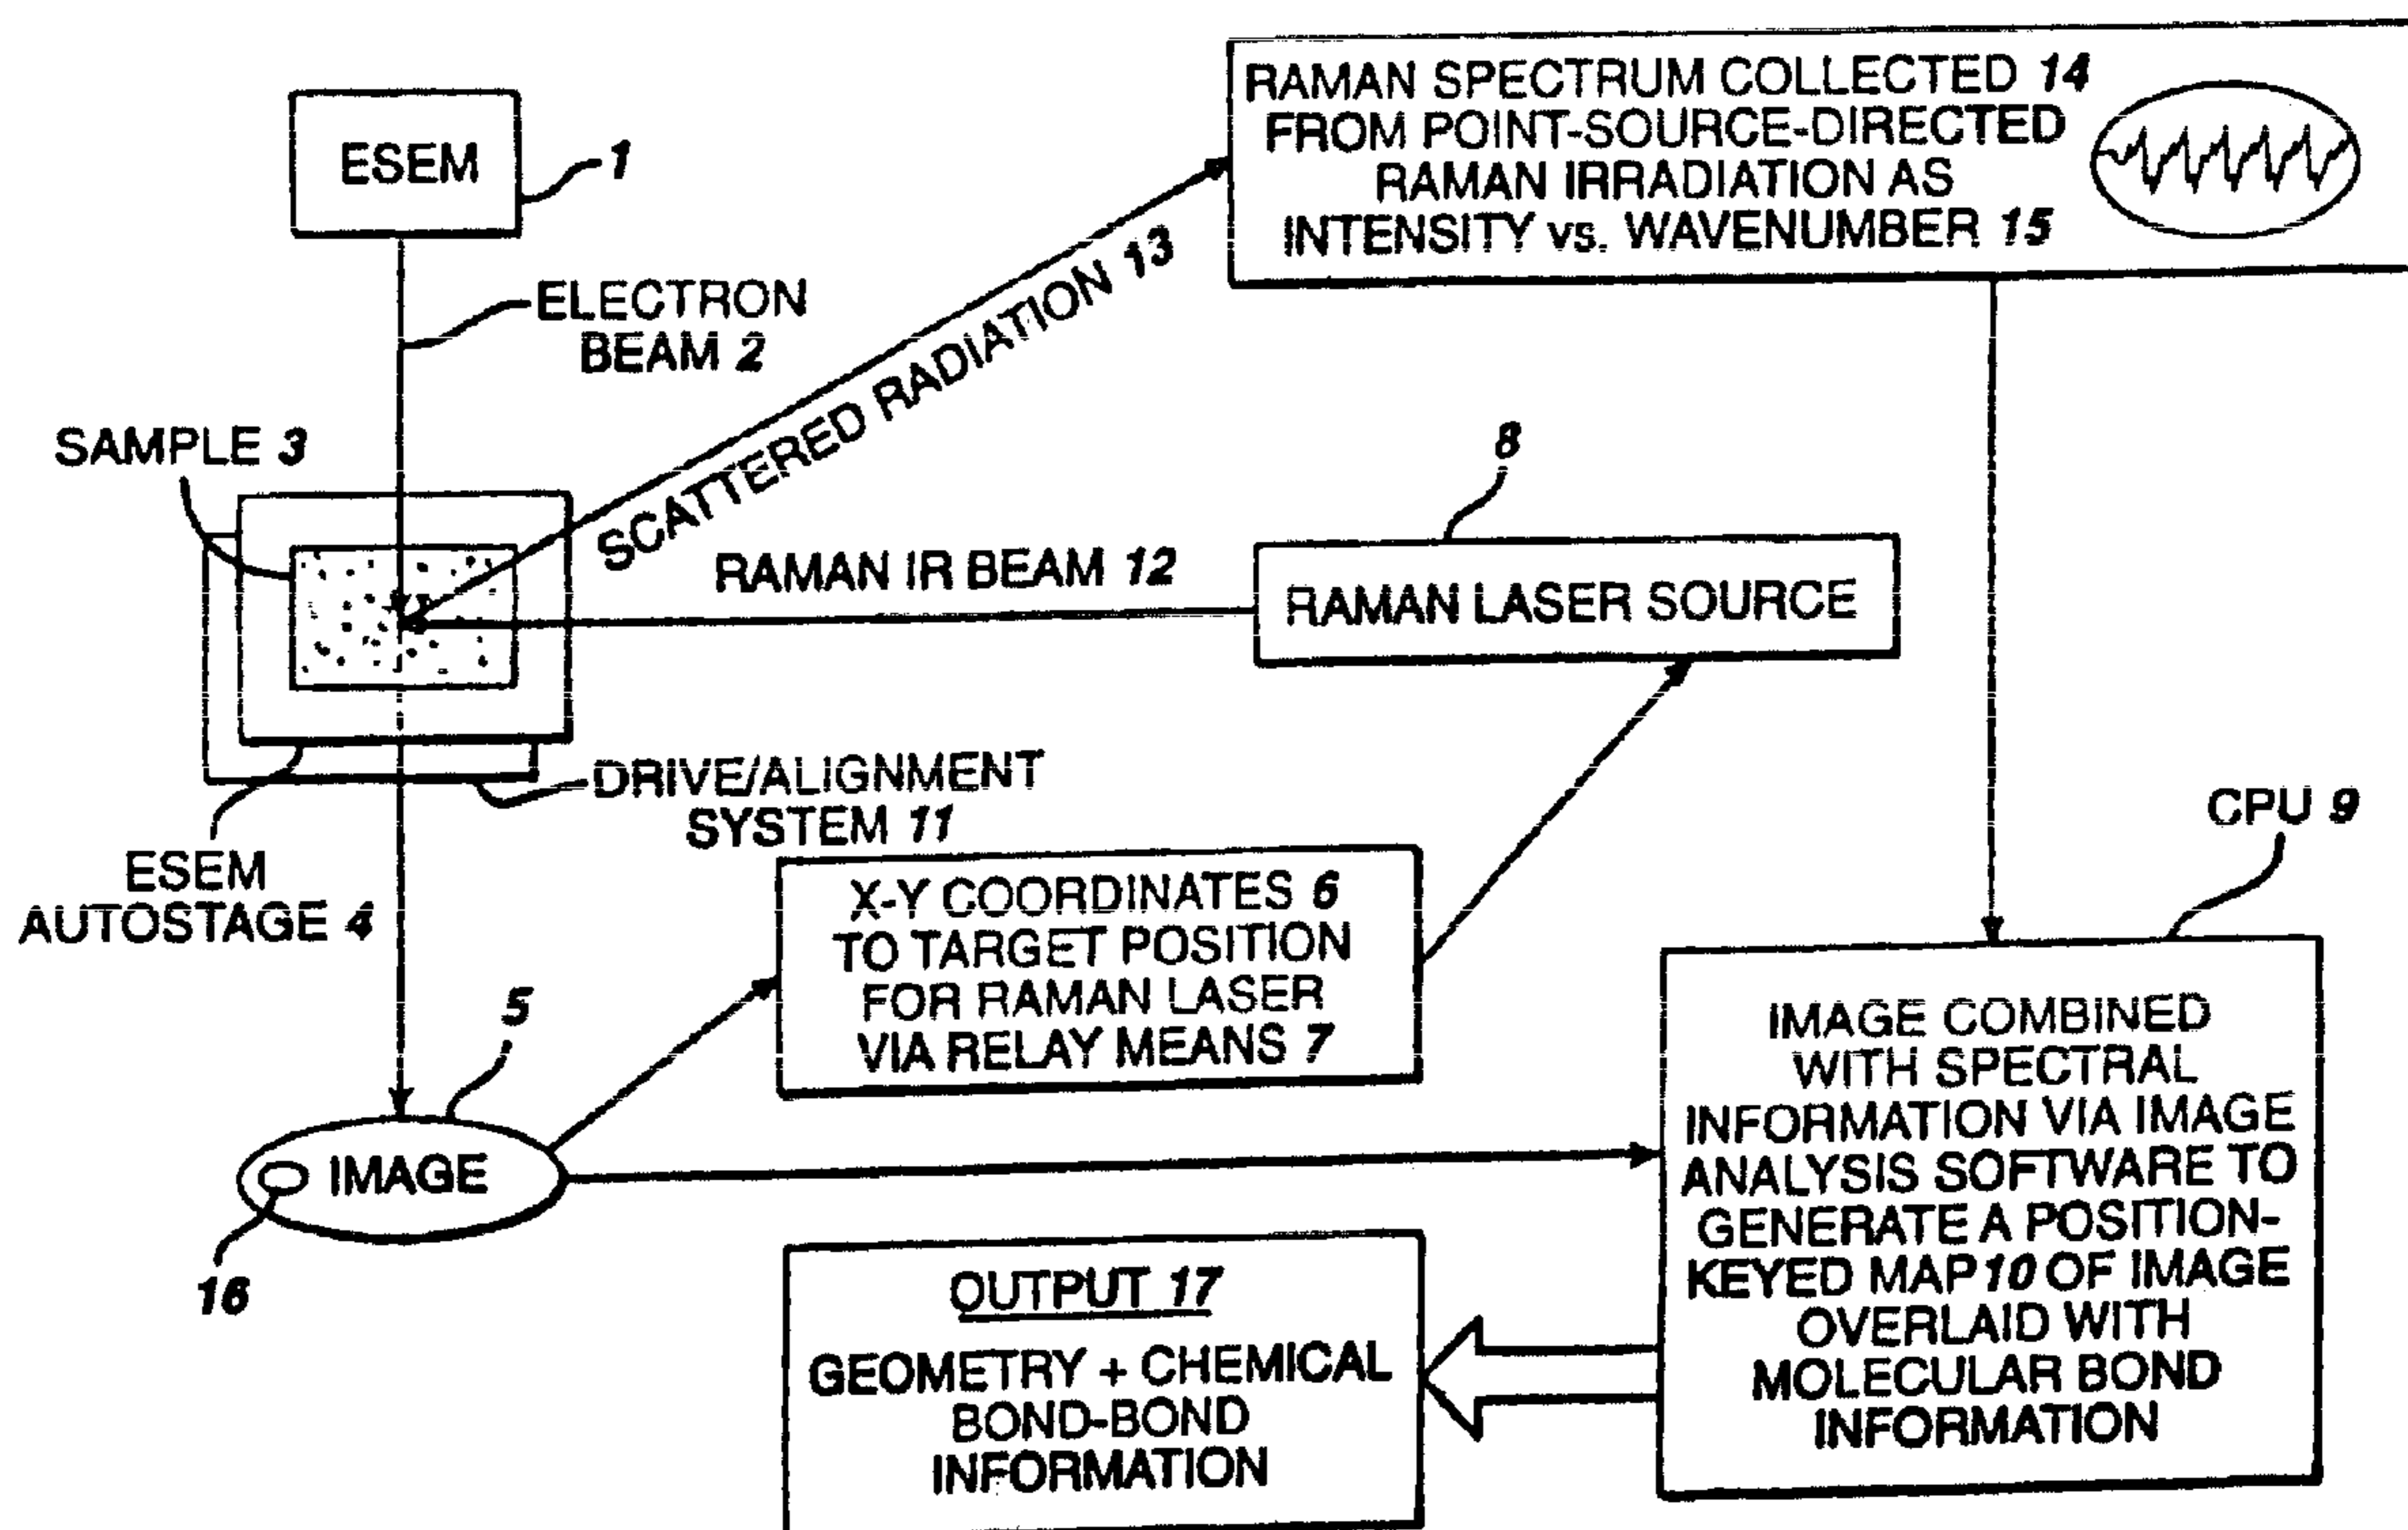 ESEM
1
ELECTRON
BEAM 2
SAMPLE 3
SCATTERED RADIATION 13
RAMAN SPECTRUM COLLECTED 14
FROM POINT-SOURCE-DIRECTED
RAMAN IRRADIATION AS
INTENSITY vs. WAVENUMBER 15
8
RAMAN IR BEAM 12
RAMAN LASER SOURCE
DRIVE/ALIGNMENT
SYSTEM 11
ESEM
AUTOSTAGE 4
X-Y COORDINATES 6
TO TARGET POSITION
FOR RAMAN LASER
VIA RELAY MEANS 7
CPU 9
5
IMAGE
16
IMAGE COMBINED
WITH SPECTRAL
INFORMATION VIA IMAGE
ANALYSIS SOFTWARE TO
GENERATE A POSITION-
KEYED MAP 10 OF IMAGE
OVERLAID WITH
MOLECULAR BOND
INFORMATION
OUTPUT 17
GEOMETRY + CHEMICAL
BOND-BOND
INFORMATION